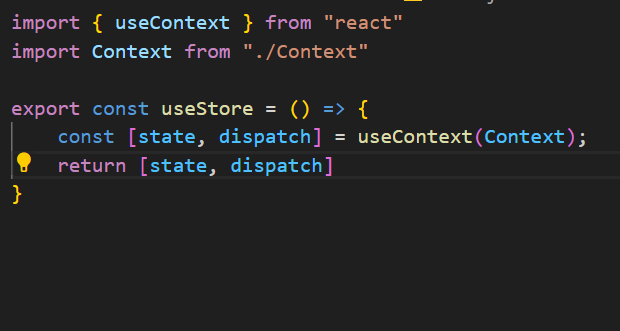 import { useContext } from "react"
import Context from "./Context"
export const useStore = () => {
const [state, dispatch] = useContext(Context);
return [state, dispatch]
}